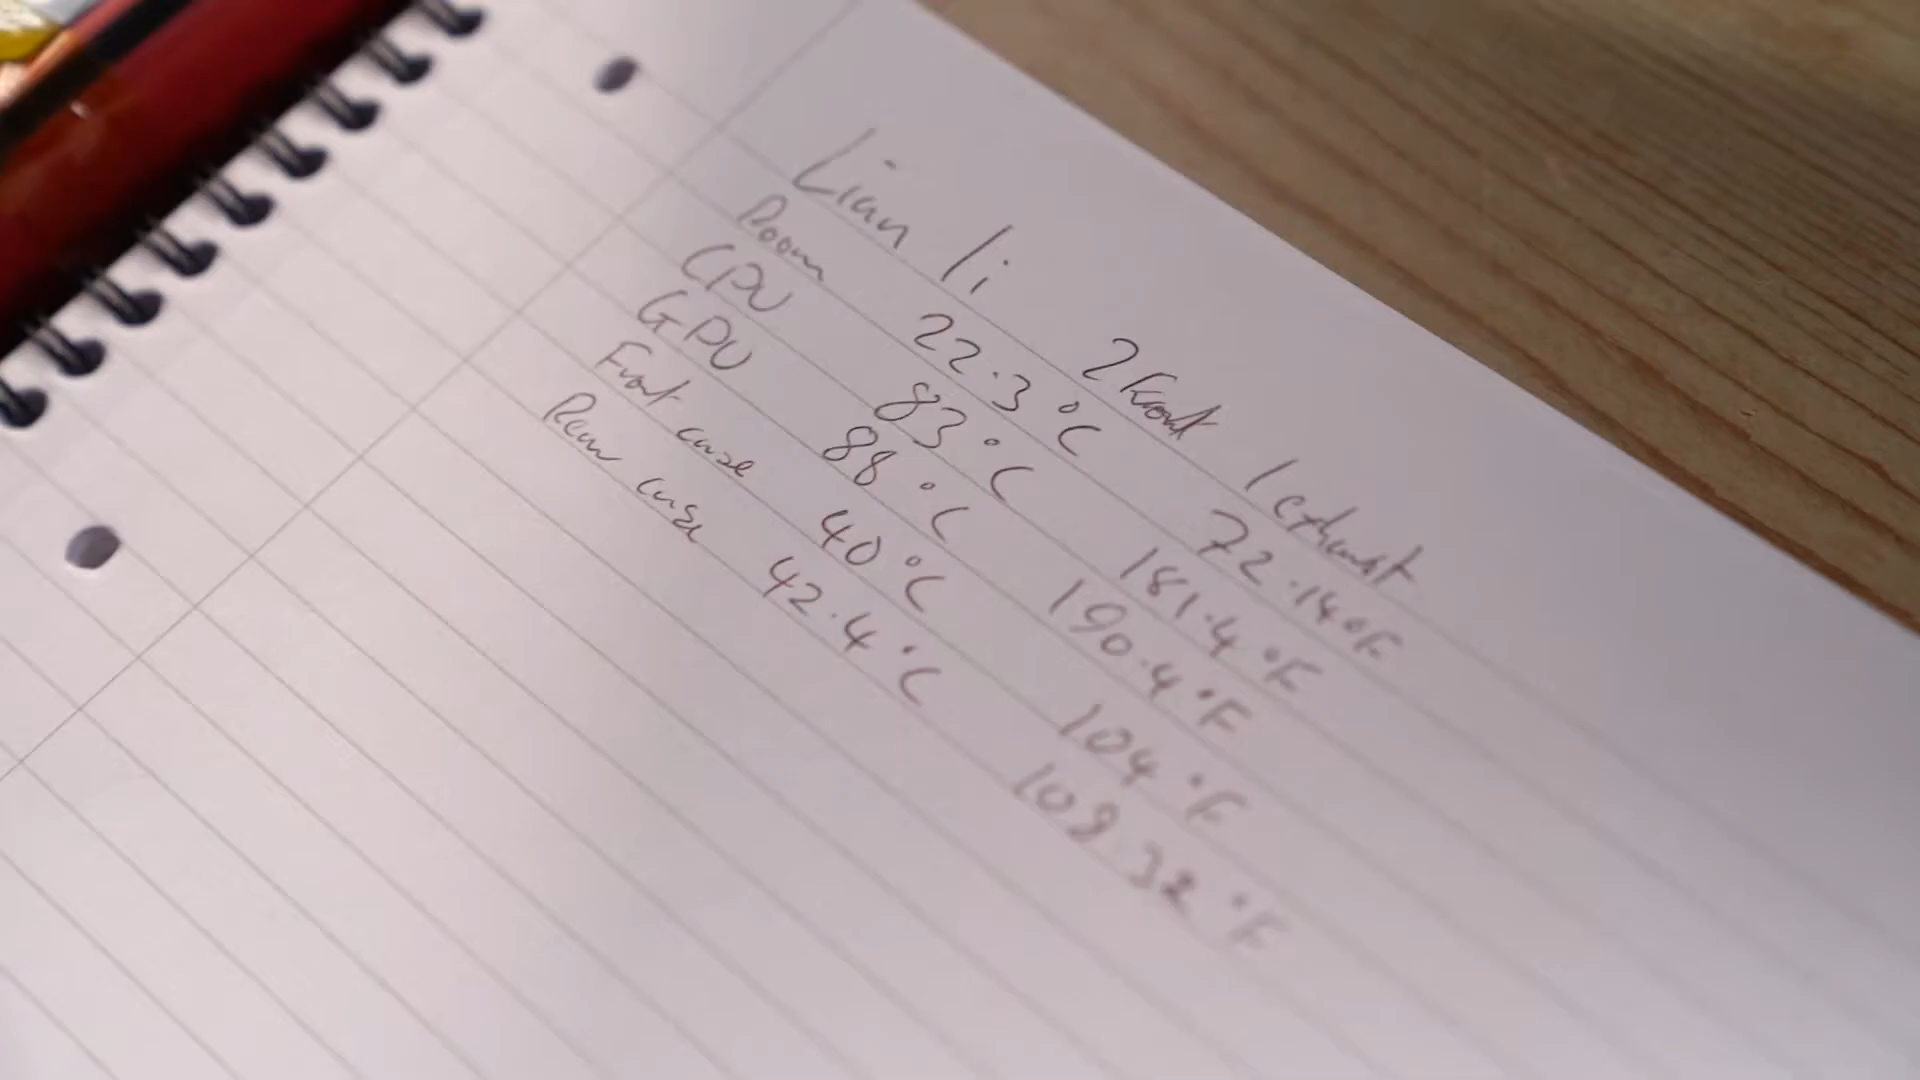 Lian li 2 Front 1 exhaust
Room 22.3°C 72.14°F
CPU 83°C 181.4°F
GPU 88°C 190.4°F
Front case 40°C 104°F
Rear case 42.4°C 108.32°F